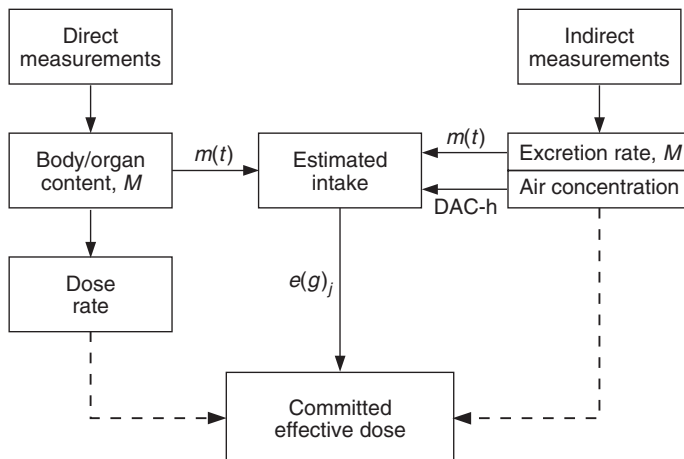 Direct
measurements
Indirect
measurements
Body/organ
content, M
m(t)
Estimated
intake
m(t)
Excretion rate, M
Air concentration
DAC-h
Dose
rate
e(g)j
Committed
effective dose